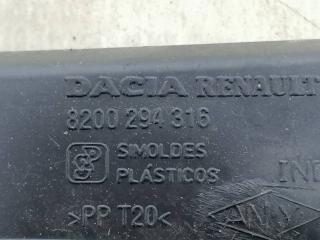 DACIA RENAULT
8200 294 316
SIMOLDES
PLÁSTICOS
IND
>PP T20<